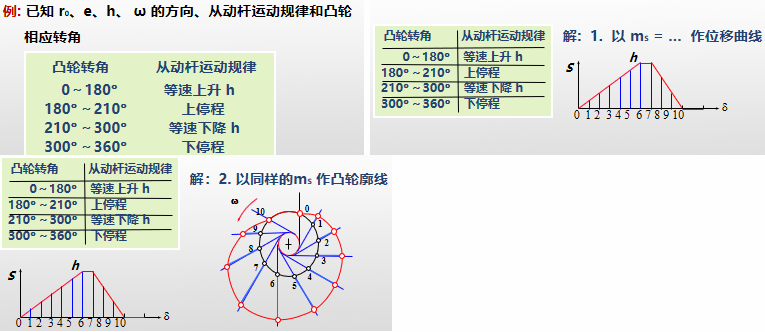 例: 已知 r₀、e、h、 ω 的方向、从动杆运动规律和凸轮
相应转角
凸轮转角 从动杆运动规律
0~180° 等速上升 h
180°~210° 上停程
210°~300° 等速下降 h
300°~360° 下停程
凸轮转角 从动杆运动规律
0~180° 等速上升 h
180°~210° 上停程
210°~300° 等速下降 h
300°~360° 下停程
解: 1. 以 mₛ = … 作位移曲线
S h
0 1 2 3 4 5 6 7 8 9 10 δ
凸轮转角 从动杆运动规律
0~180° 等速上升 h
180°~210° 上停程
210°~300° 等速下降 h
300°~360° 下停程
解: 2. 以同样的mₛ 作凸轮廓线
ω
0
1
2
3
4
5
6
7
8
9
10
S h
0 1 2 3 4 5 6 7 8 9 10 δ